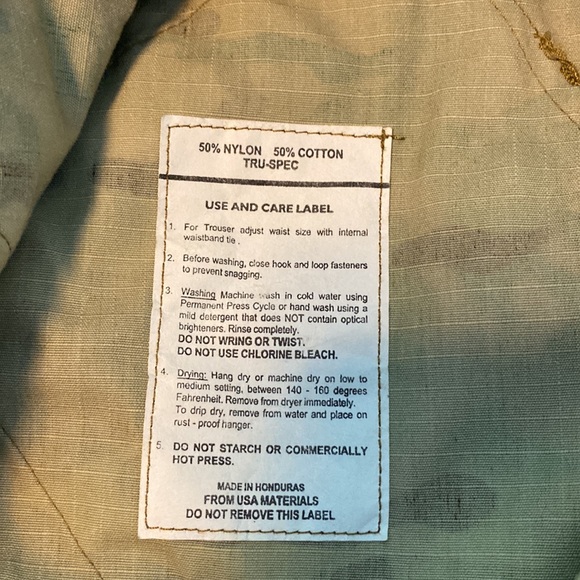 50% NYLON 50% COTTON
TRU-SPEC
USE AND CARE LABEL
1. For Trouser adjust waist size with internal
waistband tie .
2. Before washing, close hook and loop fasteners
to prevent snagging.
3. Washing Machine wash in cold water using
Permanent Press Cycle or hand wash using a
mild detergent that does NOT contain optical
brighteners. Rinse completely.
DO NOT WRING OR TWIST.
DO NOT USE CHLORINE BLEACH.
4. Drying: Hang dry or machine dry on low to
medium setting, between 140 - 160 degrees
Fahrenheit. Remove from dryer immediately.
To drip dry, remove from water and place on
rust - proof hanger.
5. DO NOT STARCH OR COMMERCIALLY
HOT PRESS.
MADE IN HONDURAS
FROM USA MATERIALS
DO NOT REMOVE THIS LABEL